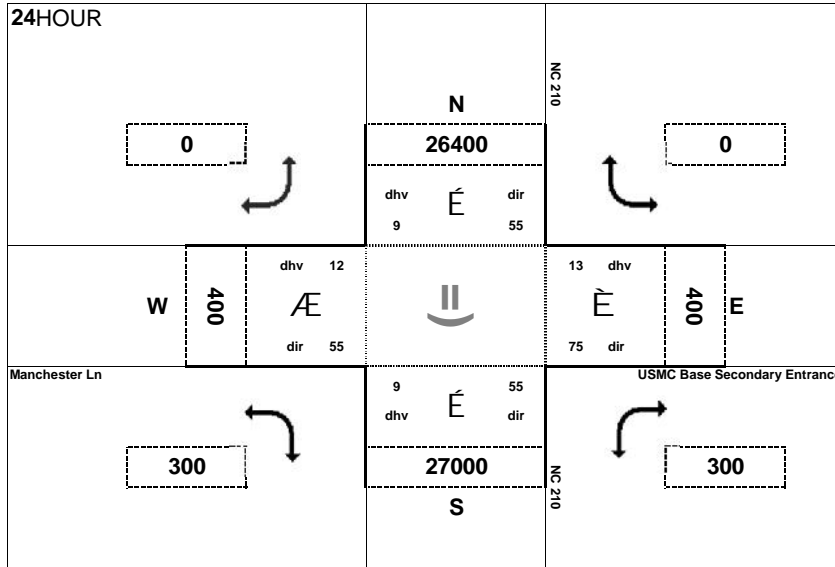 24HOUR
NC 210
N
0
26400
0
dhv É dir
9 55
dhv 12
13 dhv
W
400
Æ
È
400
E
dir 55
75 dir
Manchester Ln
USMC Base Secondary Entrance
9 55
dhv É dir
300
27000
300
NC 210
S